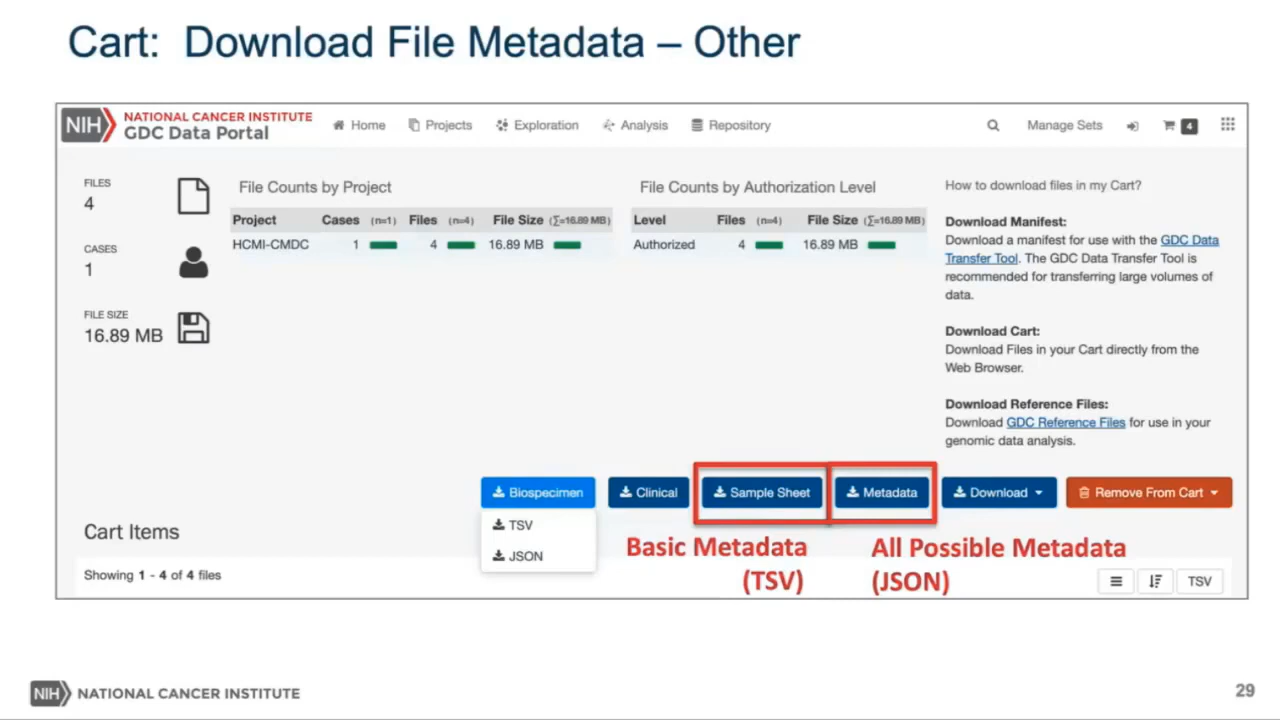 Cart: Download File Metadata – Other
NIH NATIONAL CANCER INSTITUTE
GDC Data Portal
Home Projects Exploration Analysis Repository Manage Sets 4
FILES
4
CASES
1
FILE SIZE
16.89 MB
File Counts by Project
Project Cases (n=1) Files (n=4) File Size (∑=16.89 MB)
HCMI-CMDC 1 4 16.89 MB
File Counts by Authorization Level
Level Files (n=4) File Size (∑=16.89 MB)
Authorized 4 16.89 MB
How to download files in my Cart?
Download Manifest:
Download a manifest for use with the GDC Data
Transfer Tool. The GDC Data Transfer Tool is
recommended for transferring large volumes of
data.
Download Cart:
Download Files in your Cart directly from the
Web Browser.
Download Reference Files:
Download GDC Reference Files for use in your
genomic data analysis.
Biospecimen Clinical Sample Sheet Metadata Download Remove From Cart
TSV
JSON
Basic Metadata
(TSV)
All Possible Metadata
(JSON)
Cart Items
Showing 1 - 4 of 4 files
TSV
NIH NATIONAL CANCER INSTITUTE
29